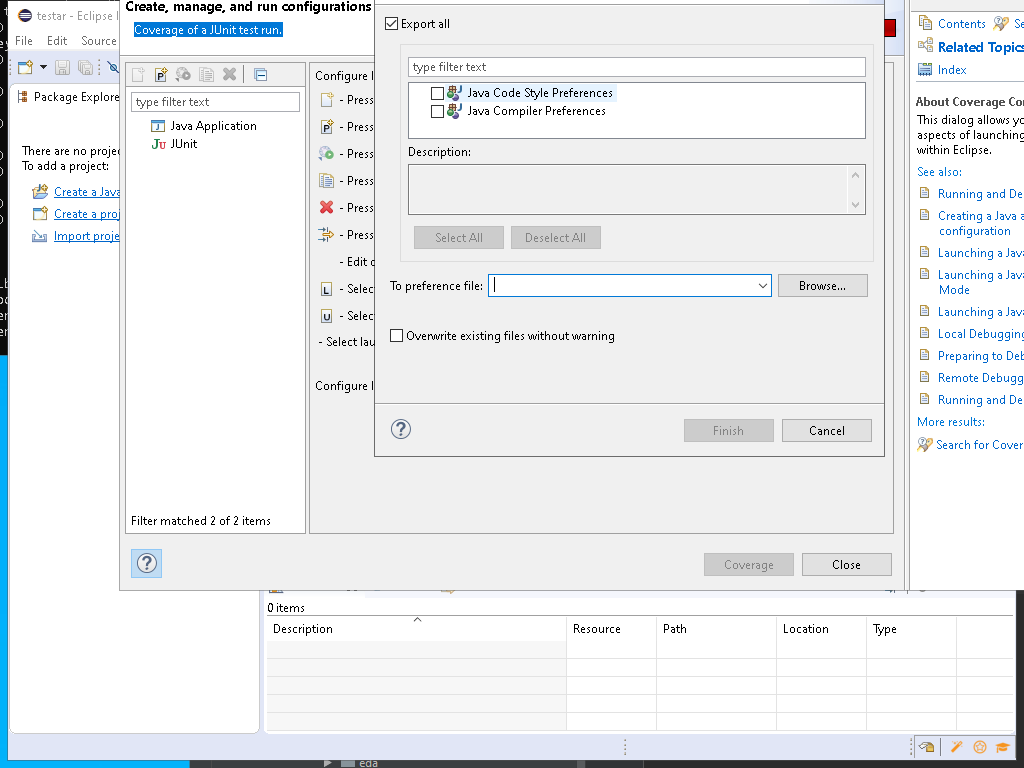 testar - Eclipse I
File Edit Source
Package Explore
There are no projec
To add a project:
Create a Java
Create a proj
Import proje
Create, manage, and run configurations
Coverage of a JUnit test run.
type filter text
Java Application
JUnit
Filter matched 2 of 2 items
Configure l
- Press
- Press
- Press
- Press
- Press
- Press
- Edit c
- Selec
- Selec
- Select lau
Configure l
Coverage
Close
Export all
type filter text
Java Code Style Preferences
Java Compiler Preferences
Description:
Select All
Deselect All
To preference file:
Browse...
Overwrite existing files without warning
Finish
Cancel
Contents
Se
Related Topics
Index
About Coverage Co
This dialog allows yo
aspects of launching
within Eclipse.
See also:
Running and De
Creating a Java a
configuration
Launching a Java
Launching a Java
Mode
Launching a Java
Local Debugging
Preparing to Deb
Remote Debugg
Running and De
More results:
Search for Cover
0 items
Description Resource Path Location Type
eda